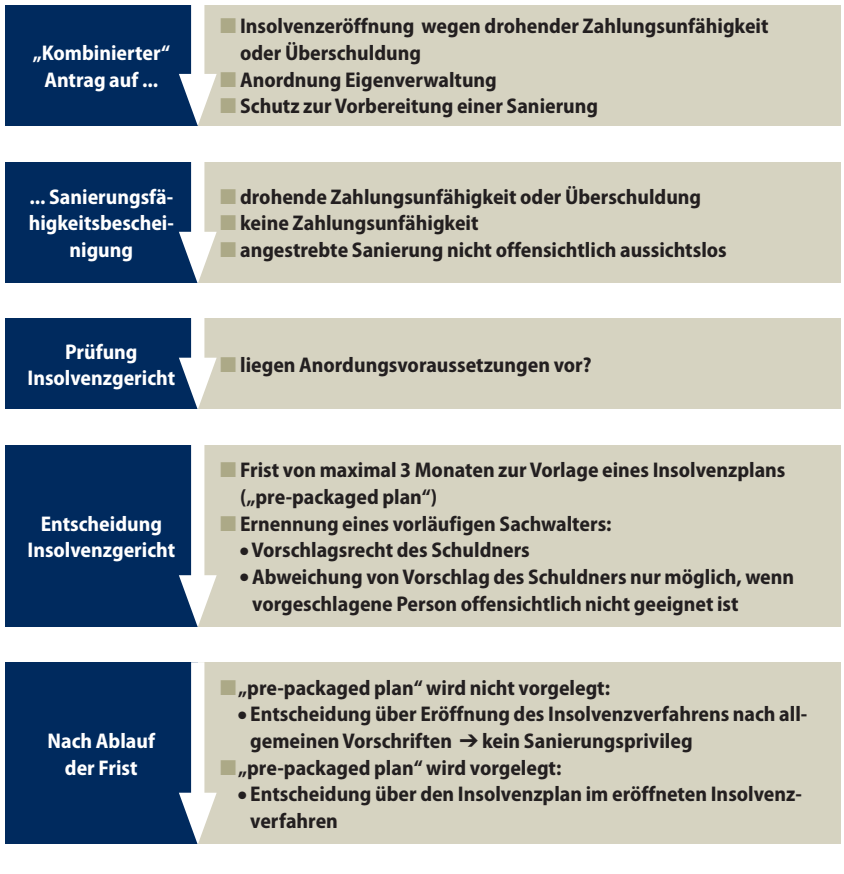 „Kombinierter“
Antrag auf ...
■ Insolvenzeröffnung wegen drohender Zahlungsunfähigkeit
oder Überschuldung
■ Anordnung Eigenverwaltung
■ Schutz zur Vorbereitung einer Sanierung
... Sanierungsfä-
higkeitsbeschei-
nigung
■ drohende Zahlungsunfähigkeit oder Überschuldung
■ keine Zahlungsunfähigkeit
■ angestrebte Sanierung nicht offensichtlich aussichtslos
Prüfung
Insolvenzgericht
■ liegen Anordungsvoraussetzungen vor?
Entscheidung
Insolvenzgericht
■ Frist von maximal 3 Monaten zur Vorlage eines Insolvenzplans
(„pre-packaged plan“)
■ Ernennung eines vorläufigen Sachwalters:
• Vorschlagsrecht des Schuldners
• Abweichung von Vorschlag des Schuldners nur möglich, wenn
vorgeschlagene Person offensichtlich nicht geeignet ist
Nach Ablauf
der Frist
■ „pre-packaged plan“ wird nicht vorgelegt:
• Entscheidung über Eröffnung des Insolvenzverfahrens nach all-
gemeinen Vorschriften ➔ kein Sanierungsprivileg
■ „pre-packaged plan“ wird vorgelegt:
• Entscheidung über den Insolvenzplan im eröffneten Insolvenz-
verfahren